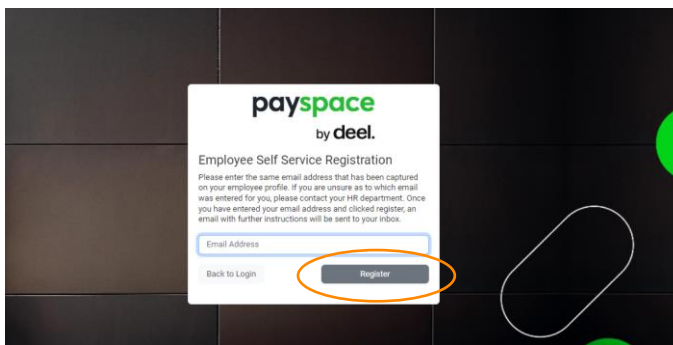 payspace
by deel.
Employee Self Service Registration
Please enter the same email address that has been captured
on your employee profile. If you are unsure as to which email
was entered for you, please contact your HR department. Once
you have entered your email address and clicked register, an
email with further instructions will be sent to your inbox.
Email Address
Back to Login Register